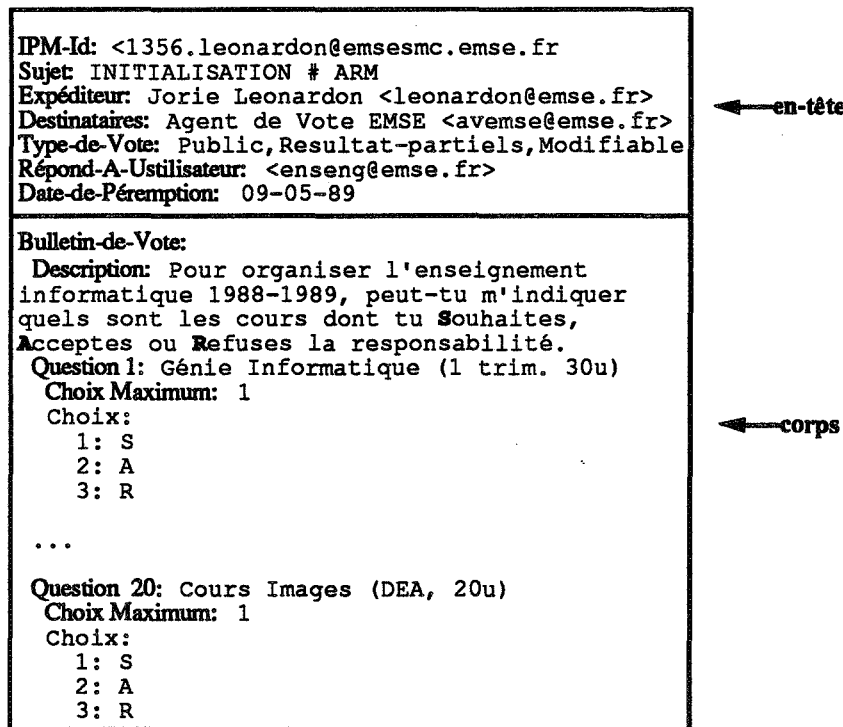 IPM-Id: <1356.leonardon@emsesmc.emse.fr
Sujet: INITIALISATION # ARM
Expéditeur: Jorie Leonardon <leonardon@emse.fr>
Destinataires: Agent de Vote EMSE <avemse@emse.fr>
Type-de-Vote: Public,Resultat-partiels,Modifiable
Répond-A-Ustilisateur: <enseng@emse.fr>
Date-de-Péremption: 09-05-89
en-tête
Bulletin-de-Vote:
Description: Pour organiser l'enseignement
informatique 1988-1989, peut-tu m'indiquer
quels sont les cours dont tu Souhaites,
Acceptes ou Refuses la responsabilité.
Question 1: Génie Informatique (1 trim. 30u)
Choix Maximum: 1
Choix:
1: S
2: A
3: R
corps
...
Question 20: Cours Images (DEA, 20u)
Choix Maximum: 1
Choix:
1: S
2: A
3: R